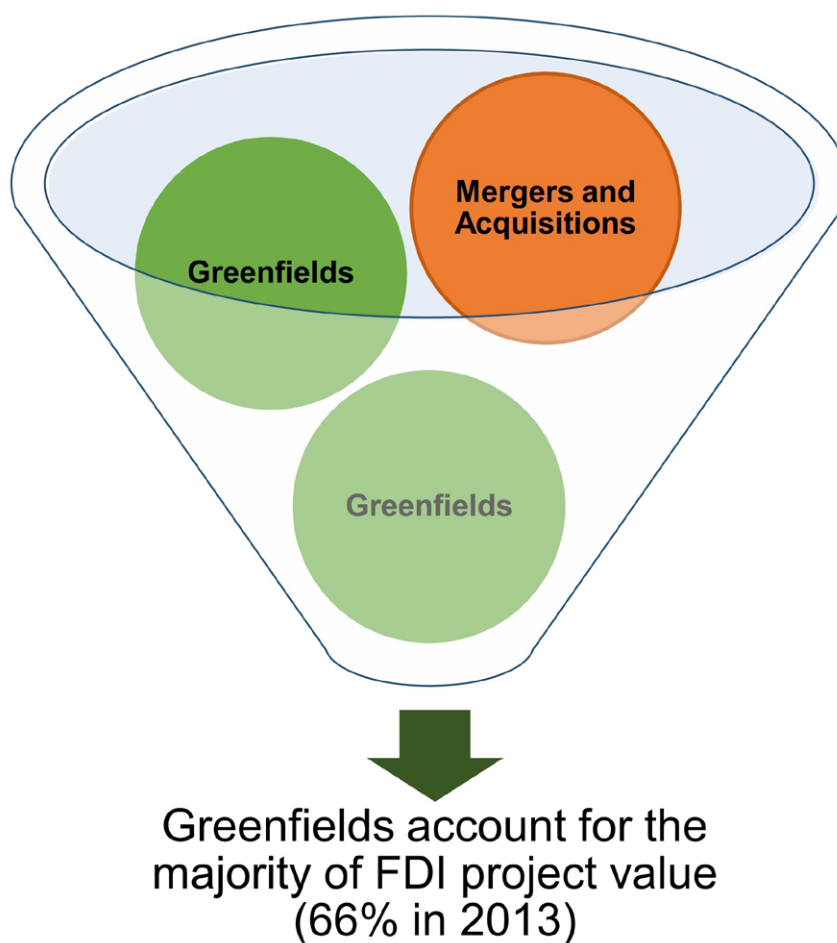 Mergers and
Acquisitions
Greenfields
Greenfields
Greenfields account for the
majority of FDI project value
(66% in 2013)